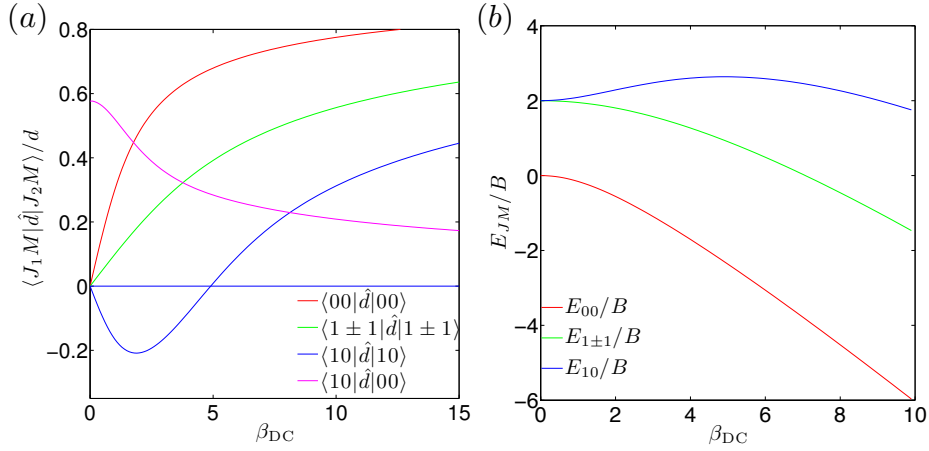 (a)
⟨J₁M|d̂|J₂M⟩/d
0.8
0.6
0.4
0.2
0
−0.2
0 5 10 15
β_DC
⟨00|d̂|00⟩
⟨1 ± 1|d̂|1 ± 1⟩
⟨10|d̂|10⟩
⟨10|d̂|00⟩
(b)
E_JM/B
4
2
0
−2
−4
−6
0 2 4 6 8 10
β_DC
E₀₀/B
E₁±₁/B
E₁₀/B